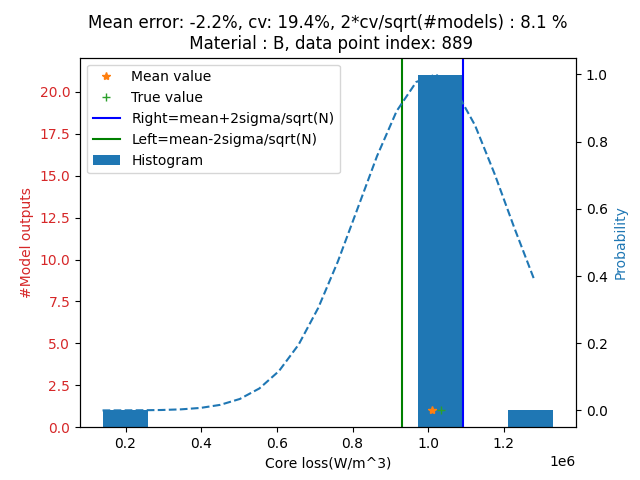 Mean error: -2.2%, cv: 19.4%, 2*cv/sqrt(#models) : 8.1 %
Material : B, data point index: 889
Mean value
True value
Right=mean+2sigma/sqrt(N)
Left=mean-2sigma/sqrt(N)
Histogram
#Model outputs
20.0
17.5
15.0
12.5
10.0
7.5
5.0
2.5
0.0
1.0
0.8
0.6
0.4
0.2
0.0
Probability
0.2
0.4
0.6
0.8
1.0
1.2
1e6
Core loss(W/m^3)